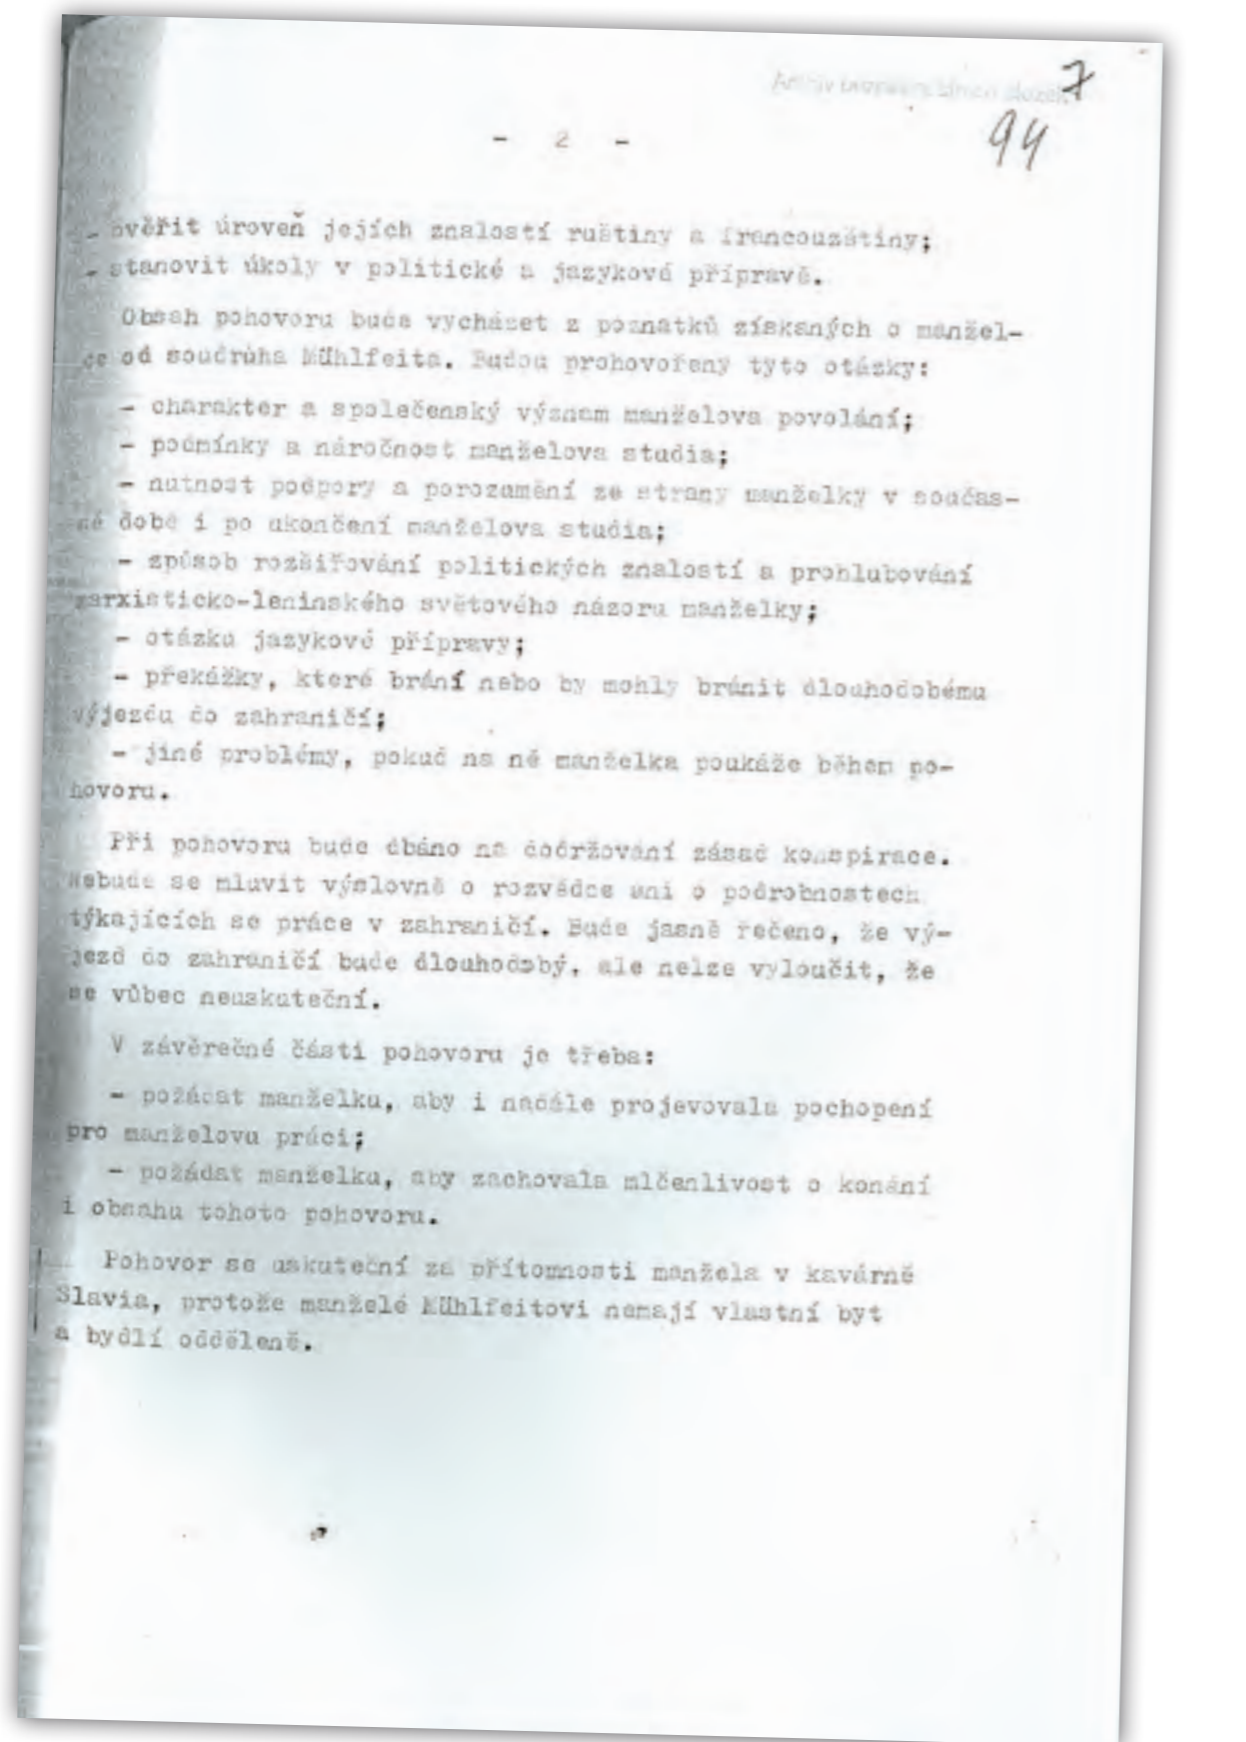 7
94
- 2 -
- ověřit úroveň jejích znalostí ruštiny a francouzštiny;
- stanovit úkoly v politické a jazykové přípravě.
Obsah pohovoru bude vycházet z poznatků získaných o manžel-
ce od soudruha Mühlfeita. Budou prohovořeny tyto otázky:
- charakter a společenský význam manželova povolání;
- podmínky a náročnost manželova studia;
- nutnost podpory a porozumění ze strany manželky v součas-
né době i po ukončení manželova studia;
- způsob rozšiřování politických znalostí a prohlubování
marxisticko-leninského světového názoru manželky;
- otázku jazykové přípravy;
- překážky, které brání nebo by mohly bránit dlouhodobému
výjezdu do zahraničí;
- jiné problémy, pokud na ně manželka poukáže během po-
hovoru.
Při pohovoru bude dbáno na dodržování zásad konspirace.
Nebude se mluvit výslovně o rozvědce ani o podrobnostech
týkajících se práce v zahraničí. Bude jasně řečeno, že vý-
jezd do zahraničí bude dlouhodobý, ale nelze vyloučit, že
se vůbec neuskuteční.
V závěrečné části pohovoru je třeba:
- požádat manželku, aby i nadále projevovala pochopení
pro manželovu práci;
- požádat manželku, aby zachovala mlčenlivost o konání
i obsahu tohoto pohovoru.
Pohovor se uskuteční za přítomnosti manžela v kavárně
Slavia, protože manželé Mühlfeitovi nemají vlastní byt
a bydlí odděleně.